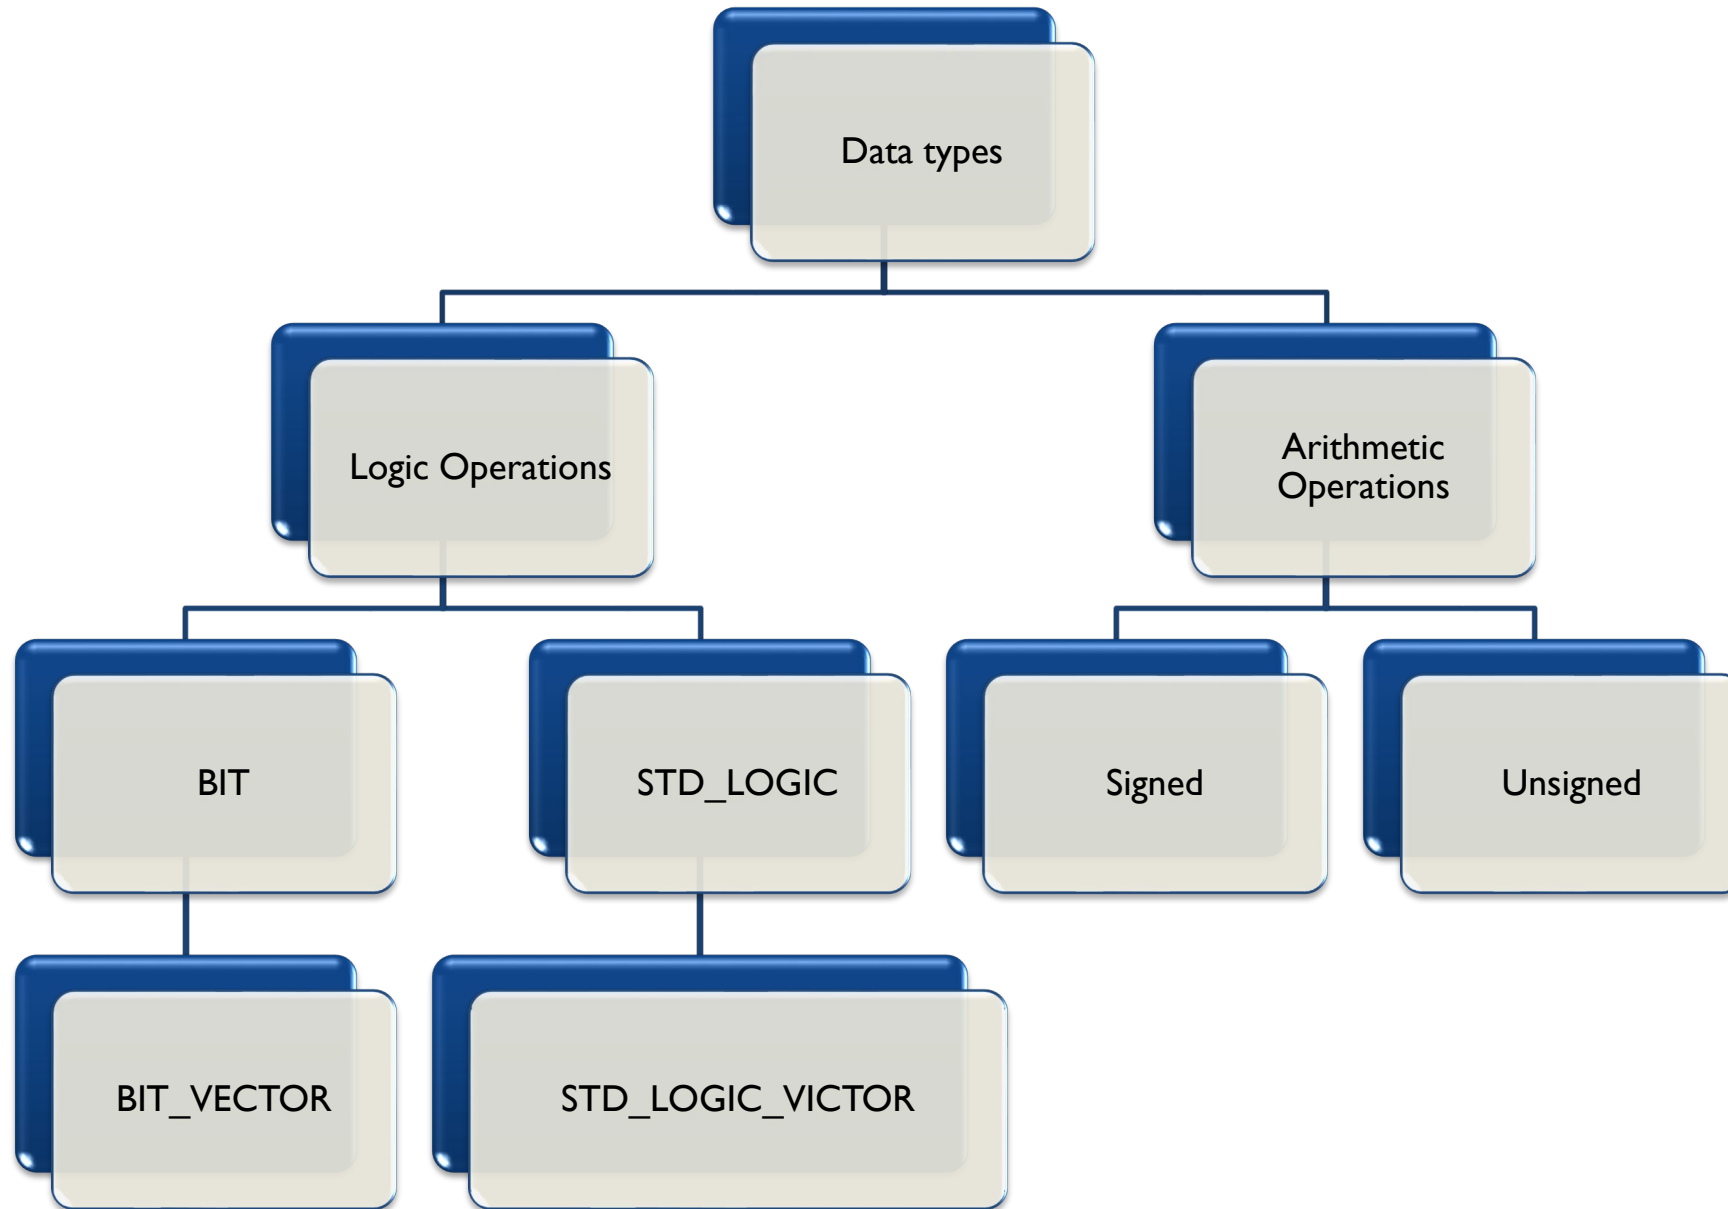 Data types
Logic Operations
Arithmetic
Operations
BIT
STD_LOGIC
Signed
Unsigned
BIT_VECTOR
STD_LOGIC_VICTOR